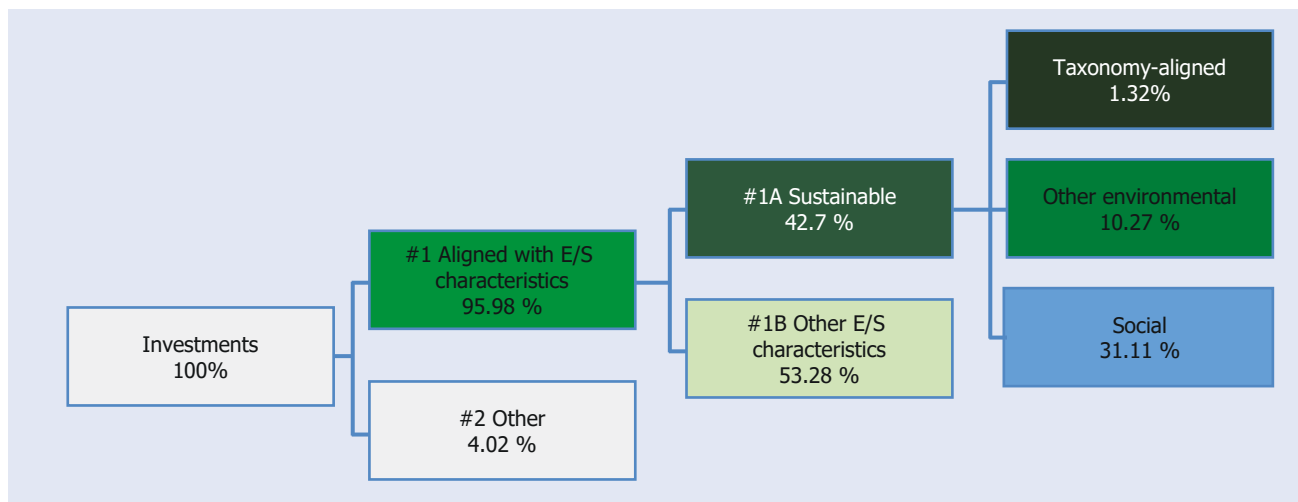 Investments
100%
#1 Aligned with E/S
characteristics
95.98 %
#2 Other
4.02 %
#1A Sustainable
42.7 %
#1B Other E/S
characteristics
53.28 %
Taxonomy-aligned
1.32%
Other environmental
10.27 %
Social
31.11 %